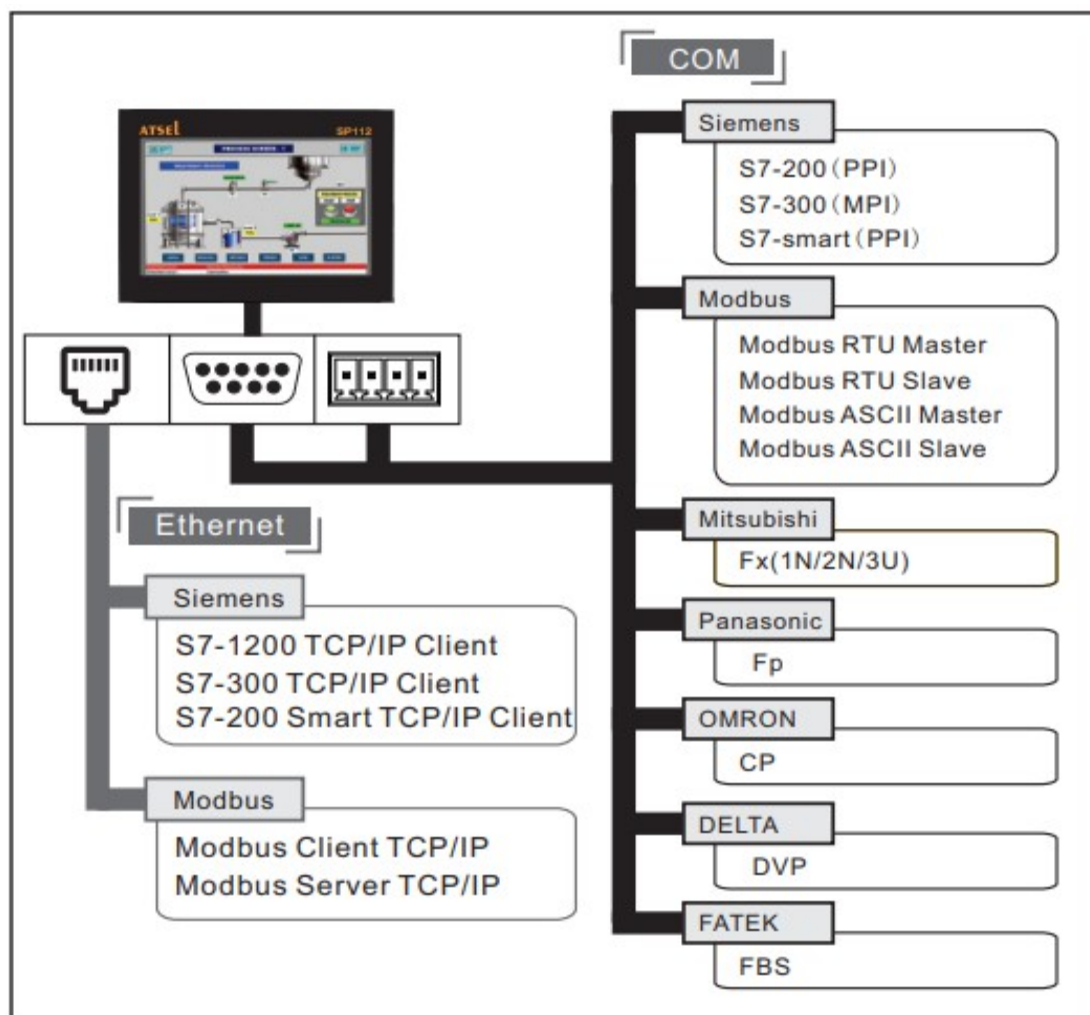 COM
ATSEL
SP112
PROCESS SCREEN
Siemens
S7-200（PPI）
S7-300（MPI）
S7-smart（PPI）
Modbus
Modbus RTU Master
Modbus RTU Slave
Modbus ASCII Master
Modbus ASCII Slave
Mitsubishi
Fx(1N/2N/3U)
Panasonic
Fp
OMRON
CP
DELTA
DVP
FATEK
FBS
Ethernet
Siemens
S7-1200 TCP/IP Client
S7-300 TCP/IP Client
S7-200 Smart TCP/IP Client
Modbus
Modbus Client TCP/IP
Modbus Server TCP/IP